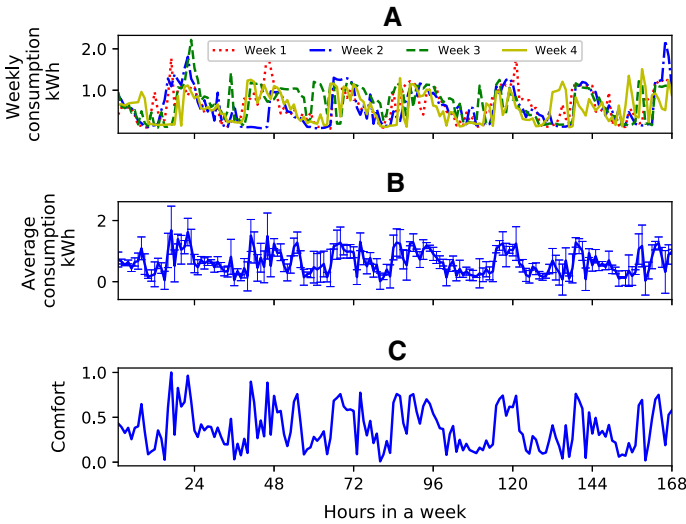 A
Weekly consumption kWh
2.0
1.0
Week 1 Week 2 Week 3 Week 4
B
Average consumption kWh
2
0
C
Comfort
1.0
0.5
0.0
24 48 72 96 120 144 168
Hours in a week